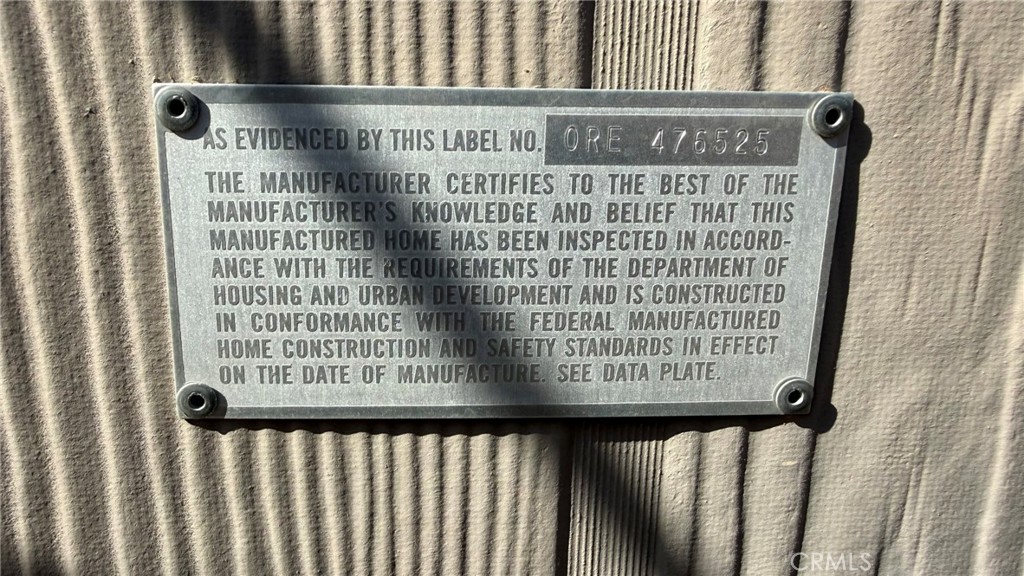 AS EVIDENCED BY THIS LABEL NO. ORE 476525
THE MANUFACTURER CERTIFIES TO THE BEST OF THE
MANUFACTURER'S KNOWLEDGE AND BELIEF THAT THIS
MANUFACTURED HOME HAS BEEN INSPECTED IN ACCORD-
ANCE WITH THE REQUIREMENTS OF THE DEPARTMENT OF
HOUSING AND URBAN DEVELOPMENT AND IS CONSTRUCTED
IN CONFORMANCE WITH THE FEDERAL MANUFACTURED
HOME CONSTRUCTION AND SAFETY STANDARDS IN EFFECT
ON THE DATE OF MANUFACTURE. SEE DATA PLATE.
CRMLS